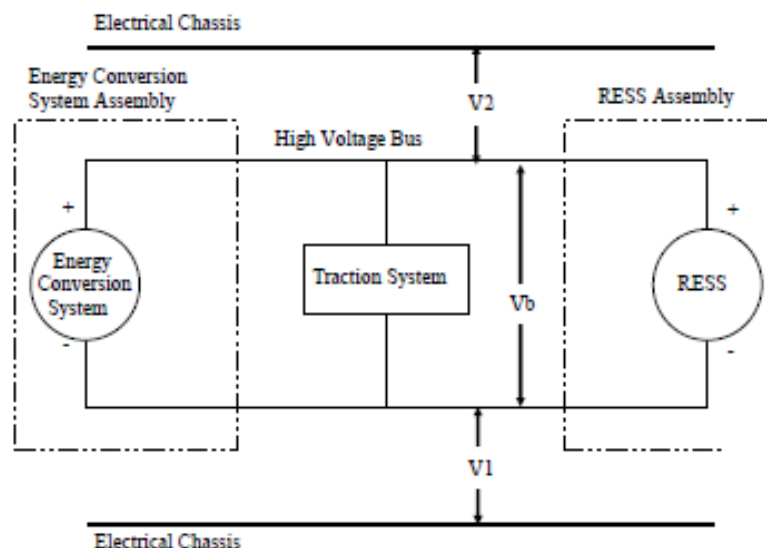 Electrical Chassis
Energy Conversion
System Assembly
V2
RESS Assembly
High Voltage Bus
+
+
Energy
Conversion
System
Traction System
Vb
RESS
-
-
V1
Electrical Chassis